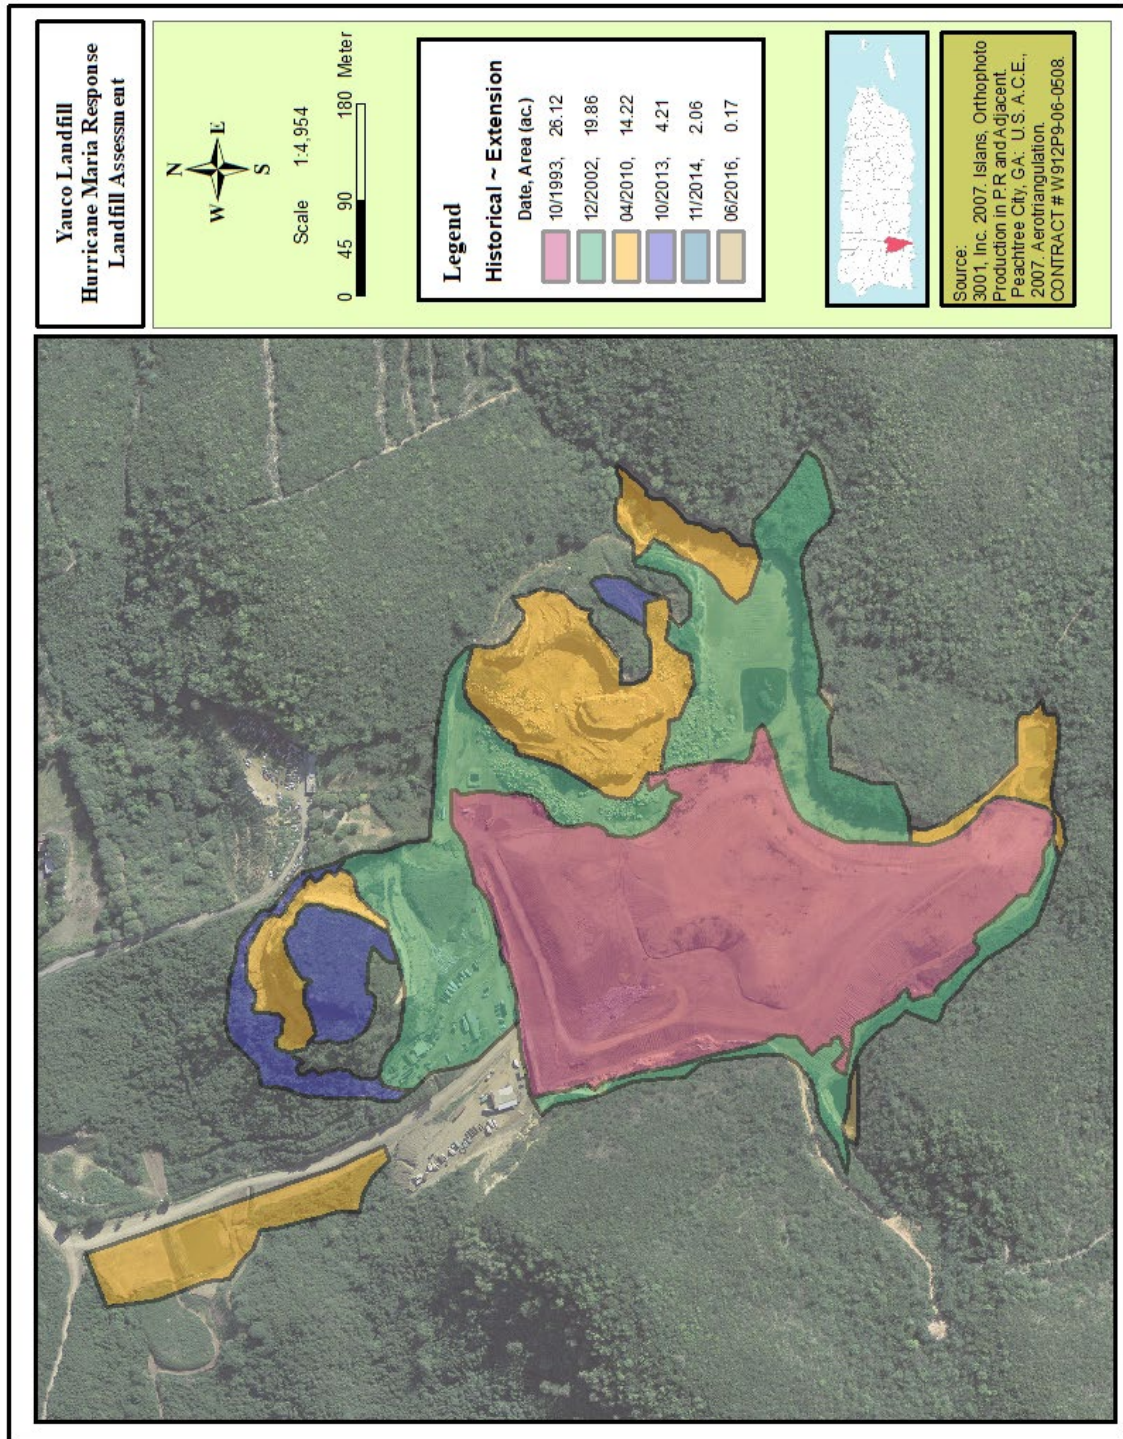 Yauco Landfill
Hurricane Maria Response
Landfill Assessment
N
W
E
S
Scale 1:4,954
0 45 90 180 Meter
Legend
Historical ~ Extension
Date, Area (ac.)
10/1993, 26.12
12/2002, 19.86
04/2010, 14.22
10/2013, 4.21
11/2014, 2.06
06/2016, 0.17
Source:
3001, Inc. 2007. Islans, Orthophoto
Production in P.R and Adjacent.
Peachtree City, GA: U.S. A.C.E.,
2007. Aerotriangulation.
CONTRACT # W912P9-06-0508.